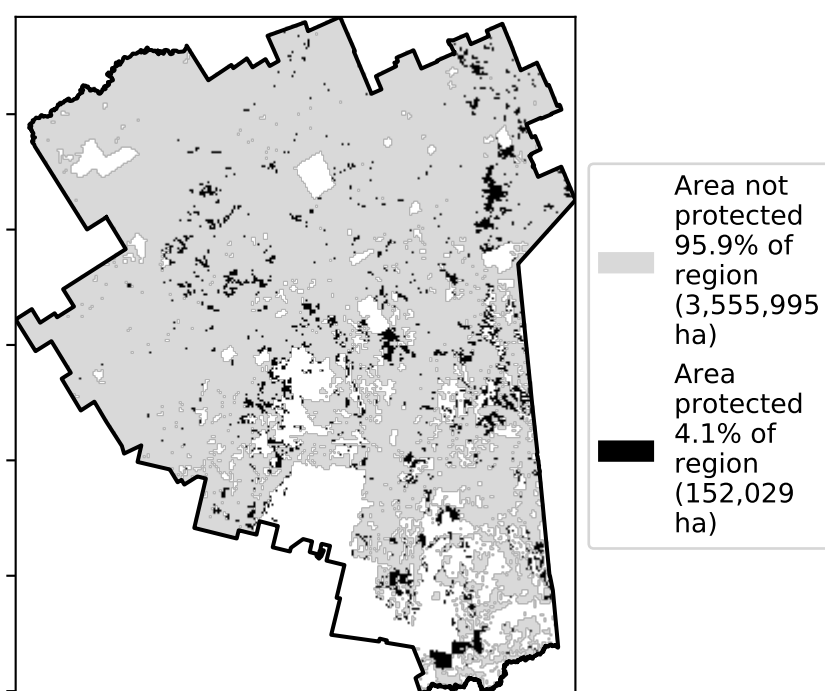 Area not
protected
95.9% of
region
(3,555,995
ha)
Area
protected
4.1% of
region
(152,029
ha)